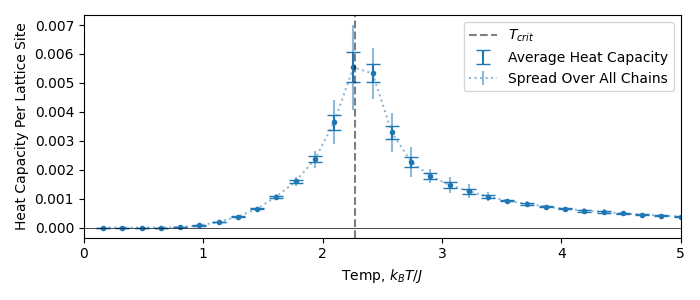 0.007
0.006
0.005
0.004
0.003
0.002
0.001
0.000
Heat Capacity Per Lattice Site
T_crit
Average Heat Capacity
Spread Over All Chains
0 1 2 3 4 5
Temp, k_BT/J